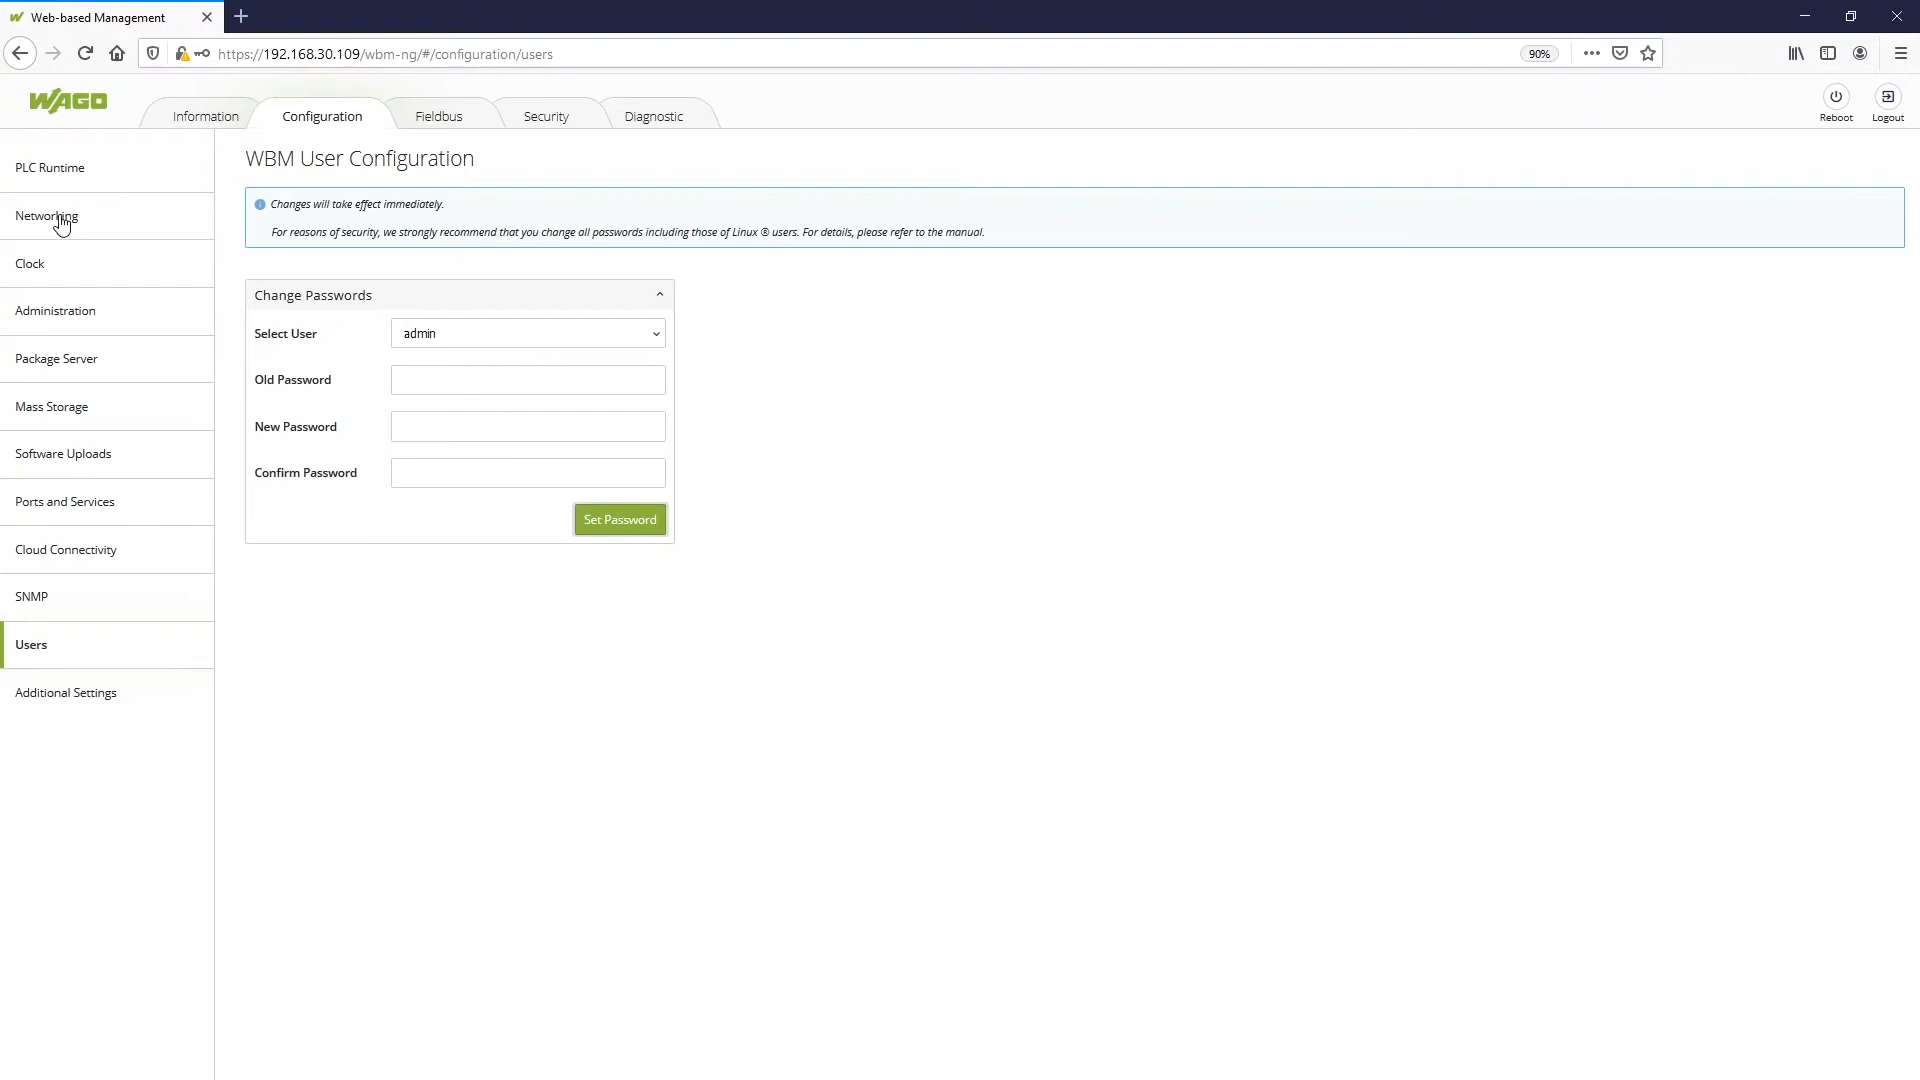 Web-based Management
https://192.168.30.109/wbm-ng/#/configuration/users
90%
WAGO
Information
Configuration
Fieldbus
Security
Diagnostic
Reboot
Logout
PLC Runtime
Networking
Clock
Administration
Package Server
Mass Storage
Software Uploads
Ports and Services
Cloud Connectivity
SNMP
Users
Additional Settings
WBM User Configuration
Changes will take effect immediately.
For reasons of security, we strongly recommend that you change all passwords including those of Linux ® users. For details, please refer to the manual.
Change Passwords
Select User
admin
Old Password
New Password
Confirm Password
Set Password